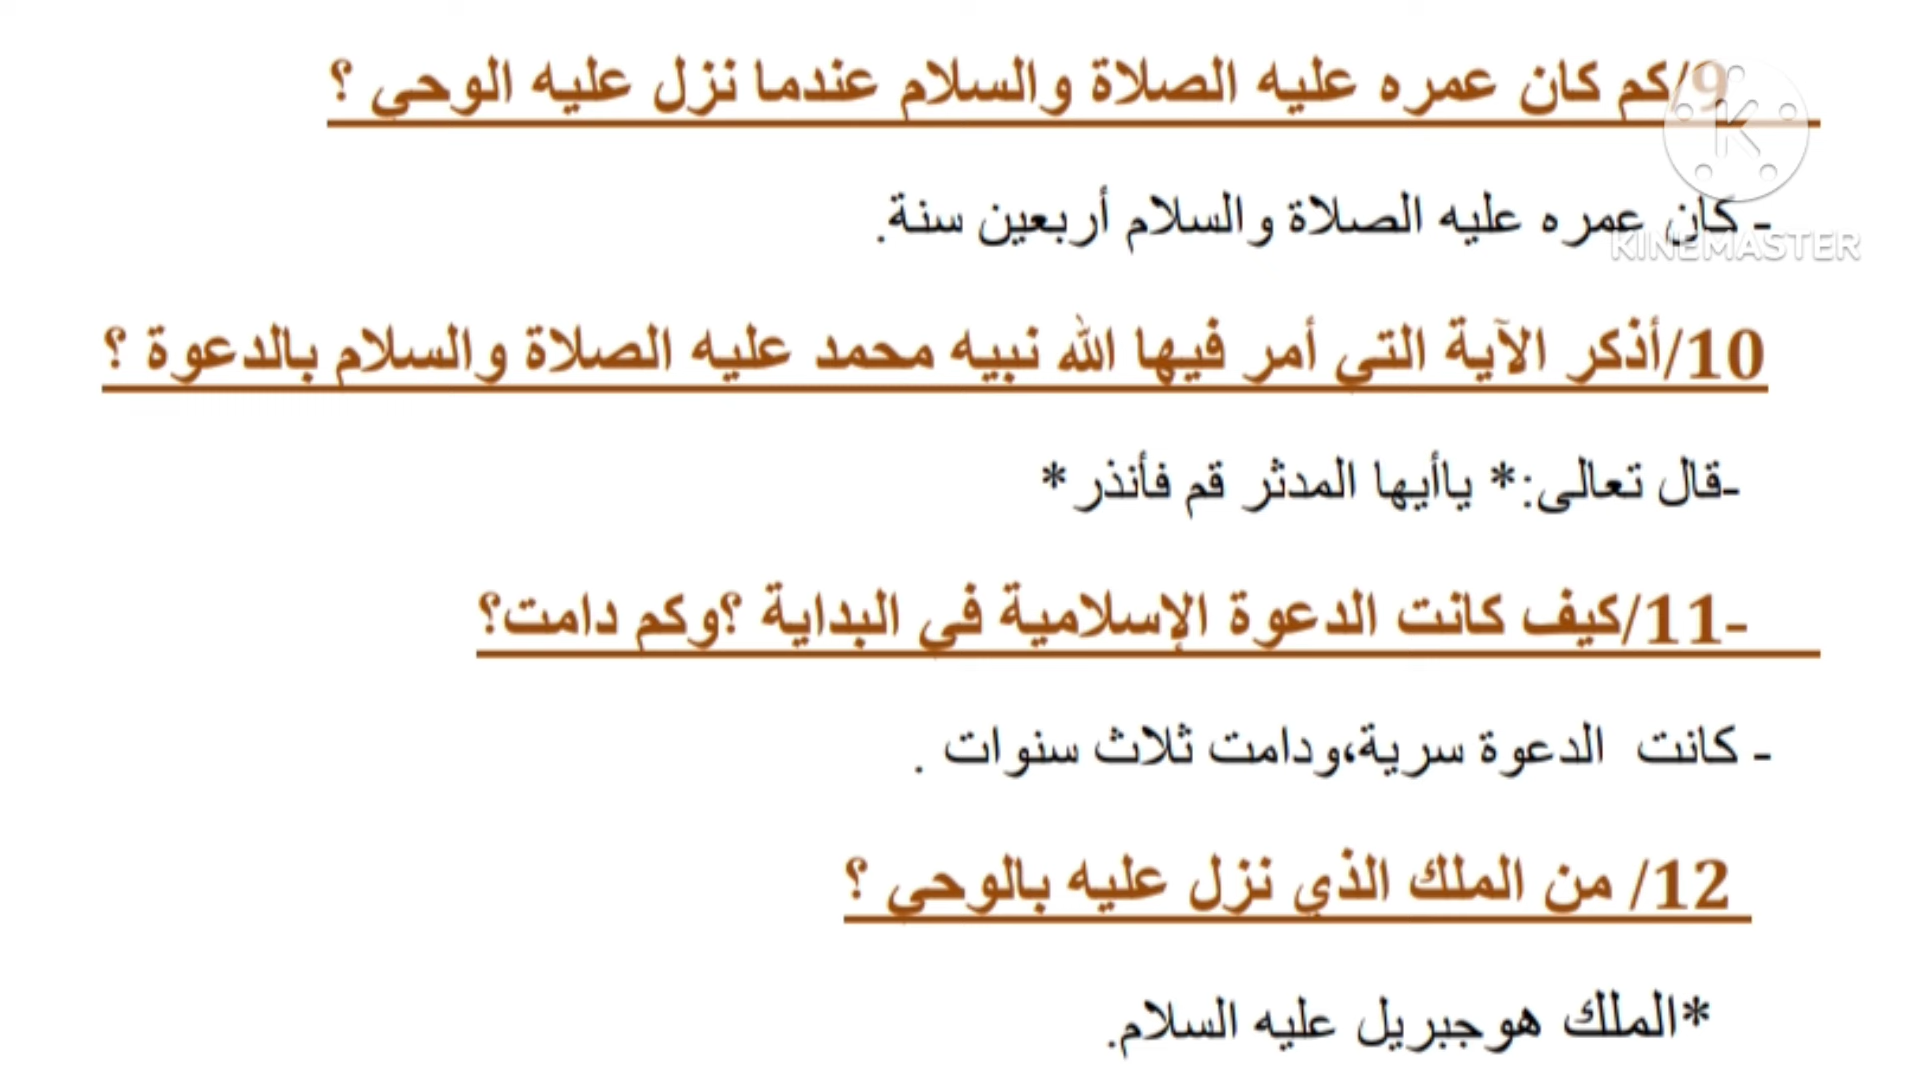 9/كم كان عمره عليه الصلاة والسلام عندما نزل عليه الوحي ؟
- كان عمره عليه الصلاة والسلام أربعين سنة.
KINEMASTER
10/أذكر الآية التي أمر فيها الله نبيه محمد عليه الصلاة والسلام بالدعوة ؟
-قال تعالى:* ياأيها المدثر قم فأنذر*
-11/كيف كانت الدعوة الإسلامية في البداية ؟وكم دامت؟
- كانت الدعوة سرية،ودامت ثلاث سنوات .
12/ من الملك الذي نزل عليه بالوحي ؟
*الملك هوجبريل عليه السلام.